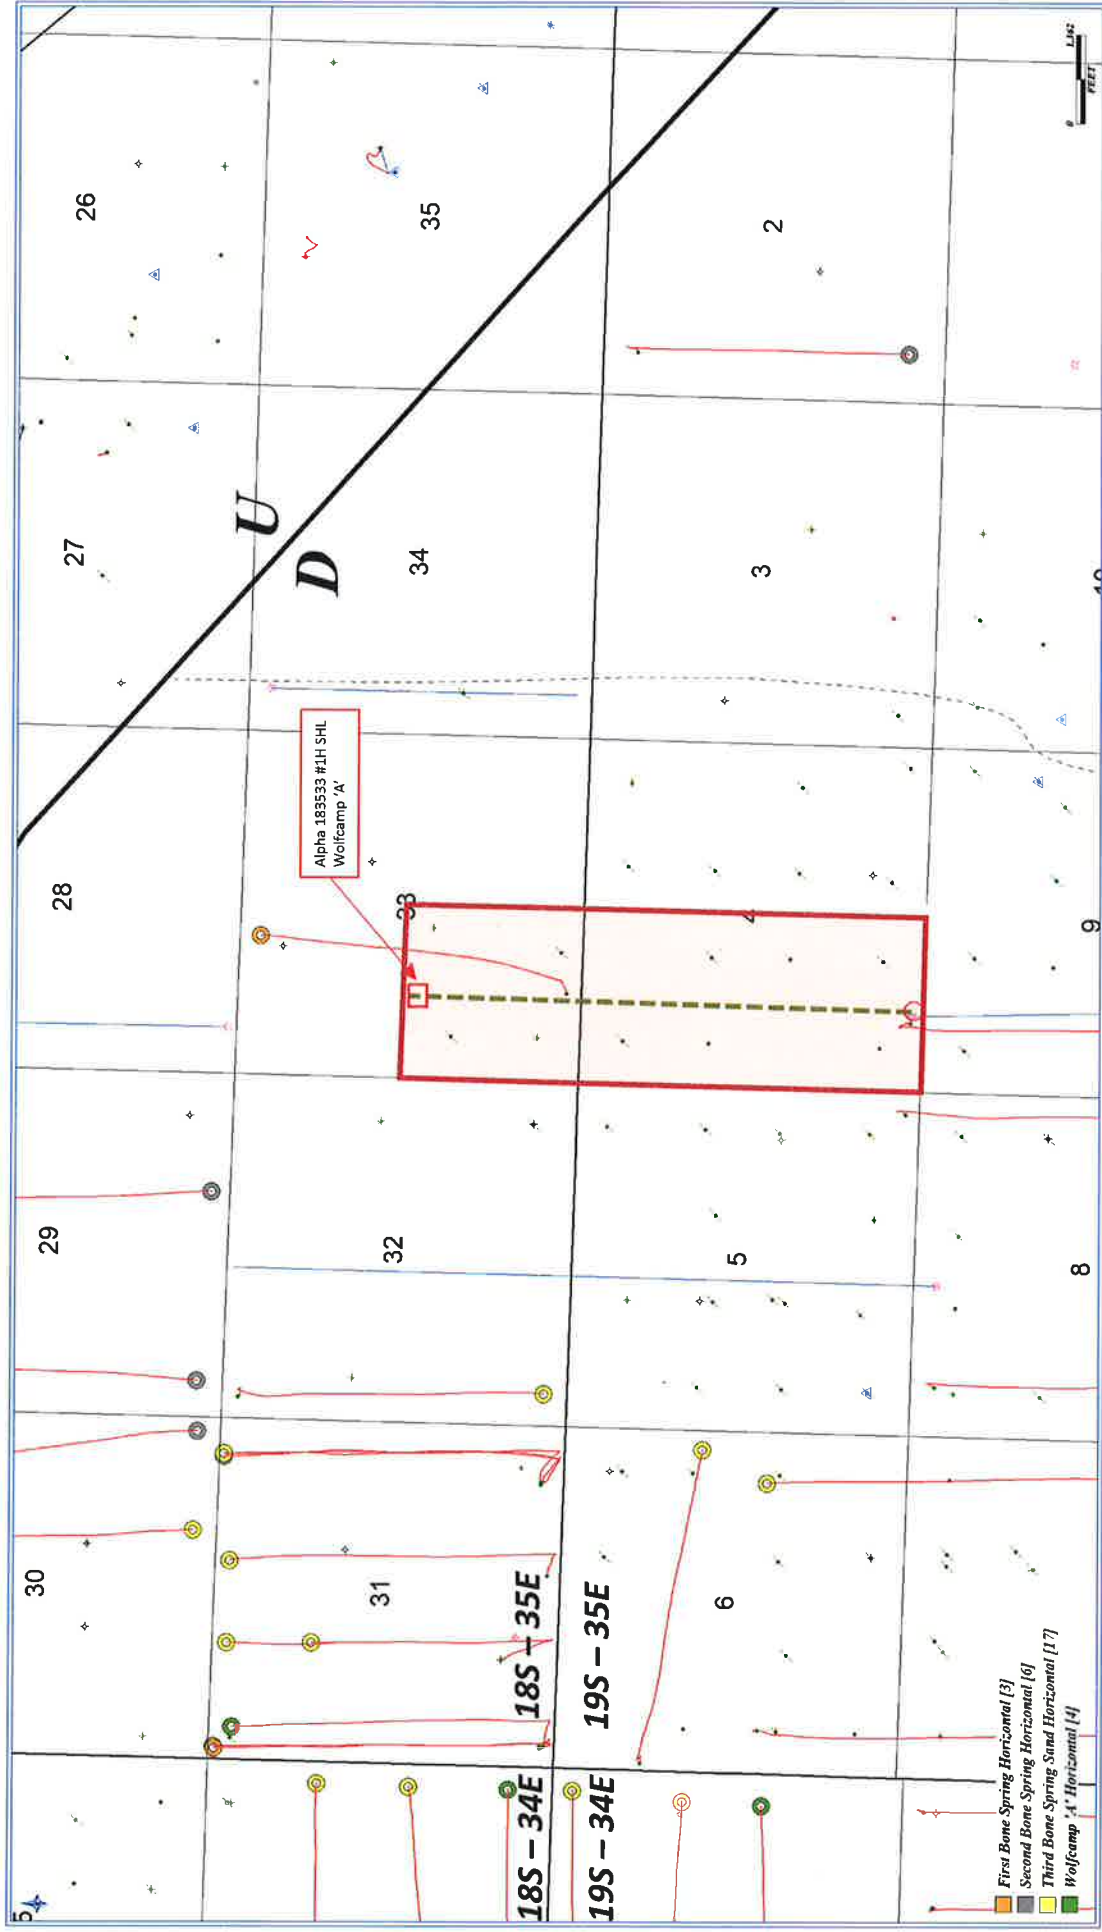 26
27
28
29
30
35
34
33
32
31
U
D
Alpha 183533 #1H SHL
Wolfcamp 'A'
18S – 34E
18S – 35E
19S – 34E
19S – 35E
2
3
4
5
6
8
9
First Bone Spring Horizontal [3]
Second Bone Spring Horizontal [6]
Third Bone Spring Sand Horizontal [17]
Wolfcamp 'A' Horizontal [4]
0
FEET